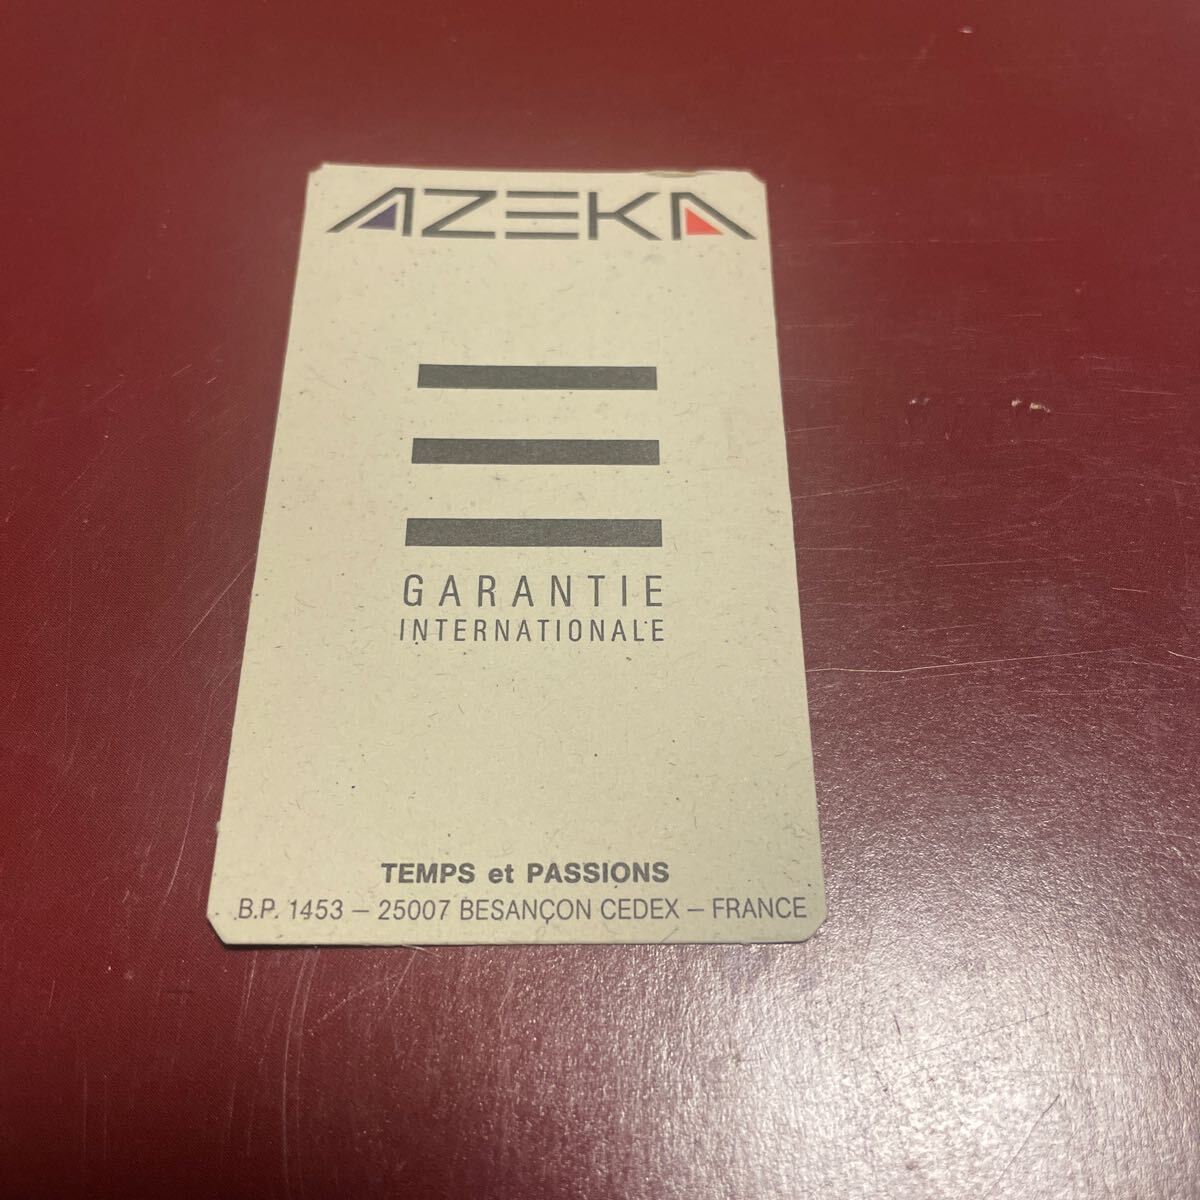 AZEKA
GARANTIE
INTERNATIONALE
TEMPS et PASSIONS
B.P. 1453 – 25007 BESANÇON CEDEX – FRANCE